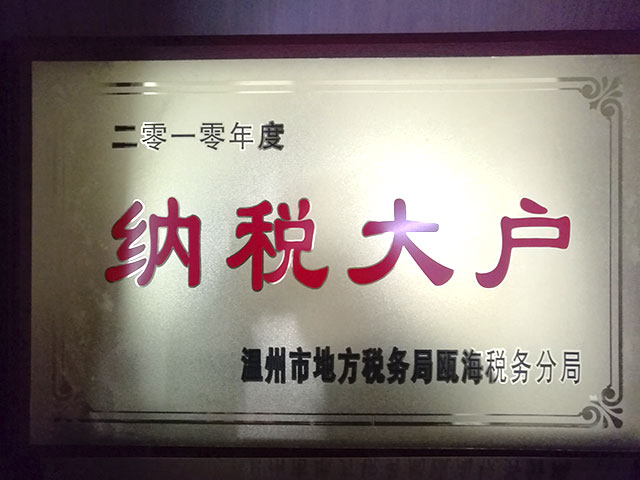 二零一零年度
纳税大户
温州市地方税务局瓯海税务分局